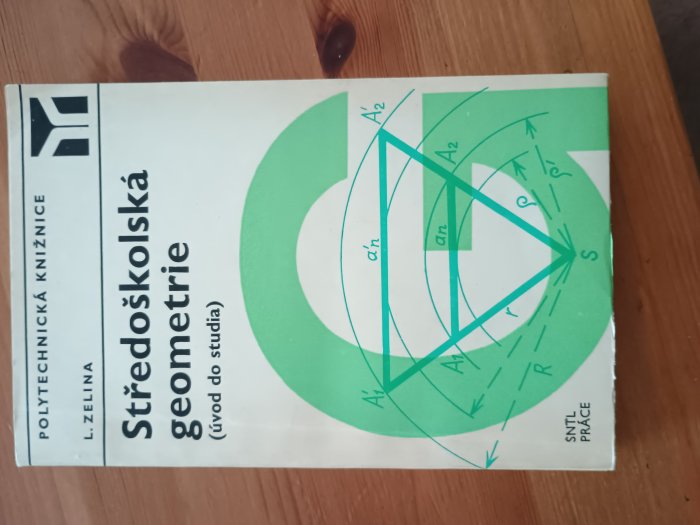 POLYTECHNICKÁ KNIŽNICE
L. ZELINA
Středoškolská
geometrie
(úvod do studia)
A'1
a'n
A'2
A1
an
A2
r
R
ρ
ρ'
S
SNTL
PRÁCE